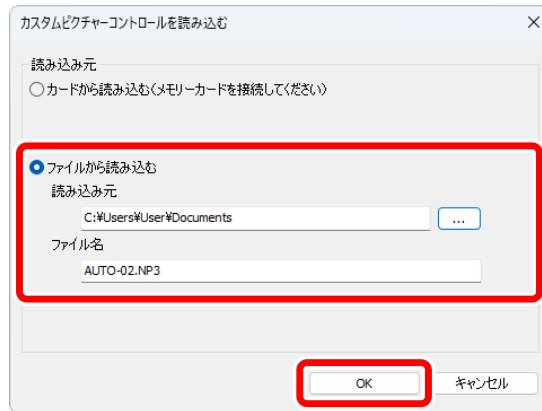 カスタムピクチャーコントロールを読み込む
読み込み元
カードから読み込む(メモリーカードを接続してください)
ファイルから読み込む
読み込み元
C:¥Users¥User¥Documents
...
ファイル名
AUTO-02.NP3
OK
キャンセル